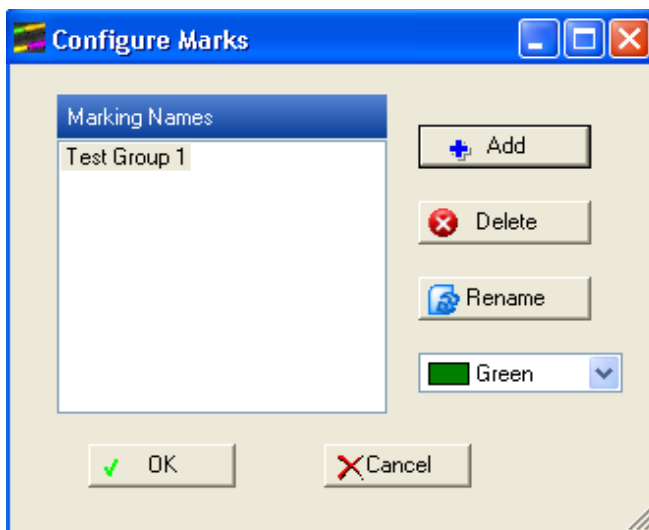 Configure Marks
Marking Names
Test Group 1
Add
Delete
Rename
Green
OK
Cancel